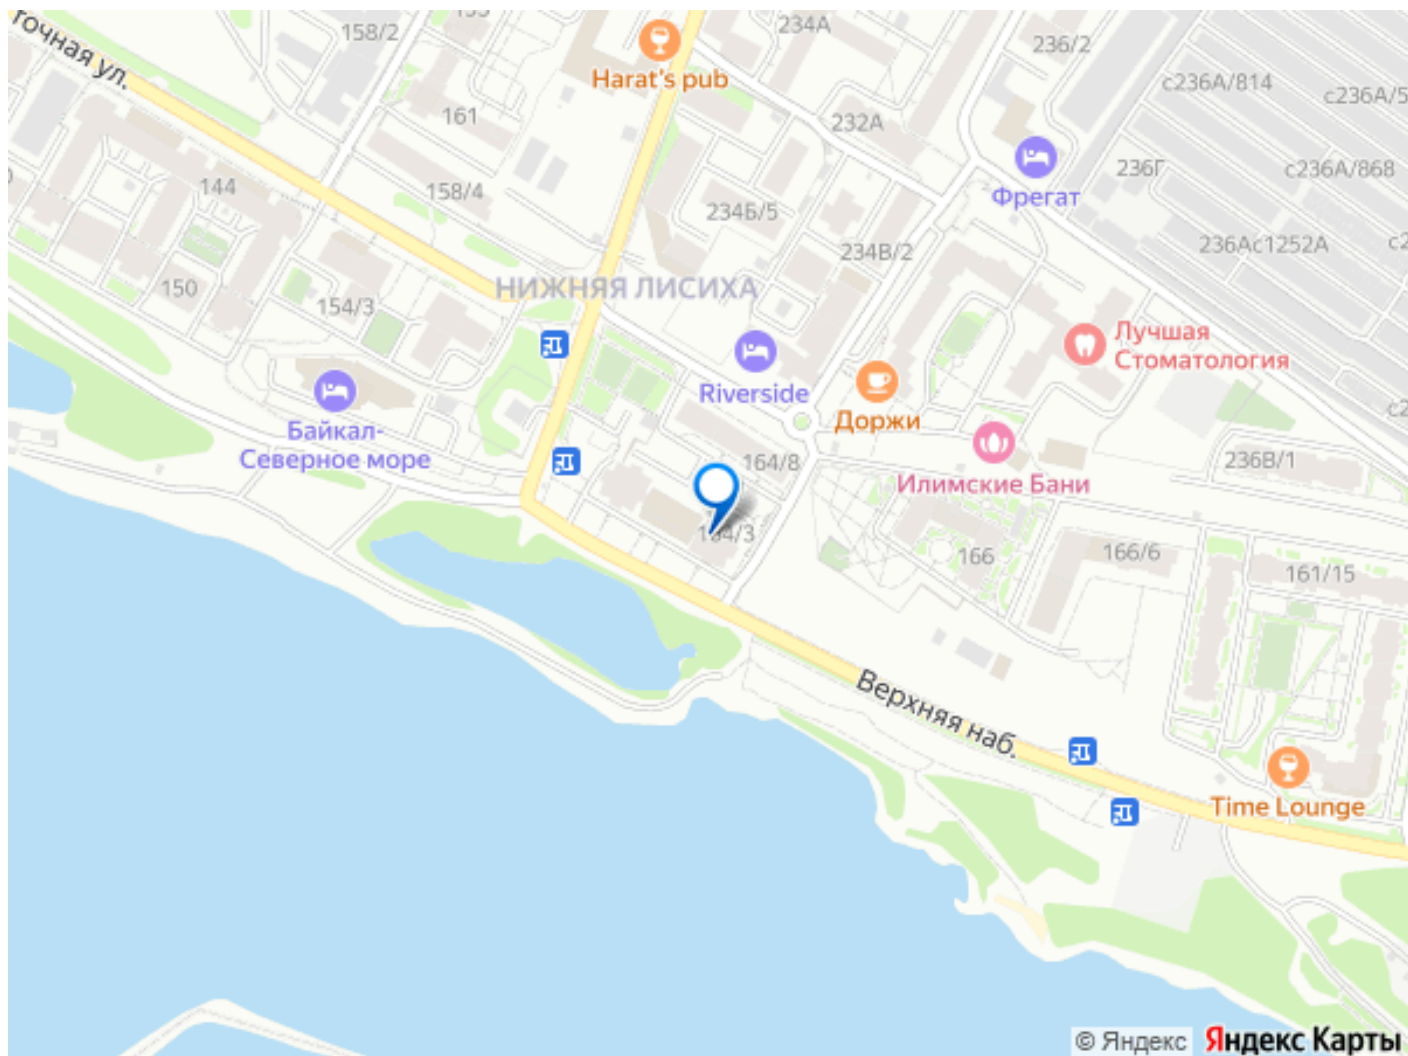 точная ул.
158/2
234А
236/2
Harat's pub
с236А/814
161
232А
236Г
с236А/868
144
158/4
Фрегат
234Б/5
234В/2
236Ас1252А
150
154/3
НИЖНЯЯ ЛИСИХА
Лучшая
Стоматология
Riverside
Доржи
Байкал-
Северное море
164/8
236В/1
Илимские Бани
164/3
166
166/6
161/15
Верхняя наб.
Time Lounge
© Яндекс Яндекс Карты